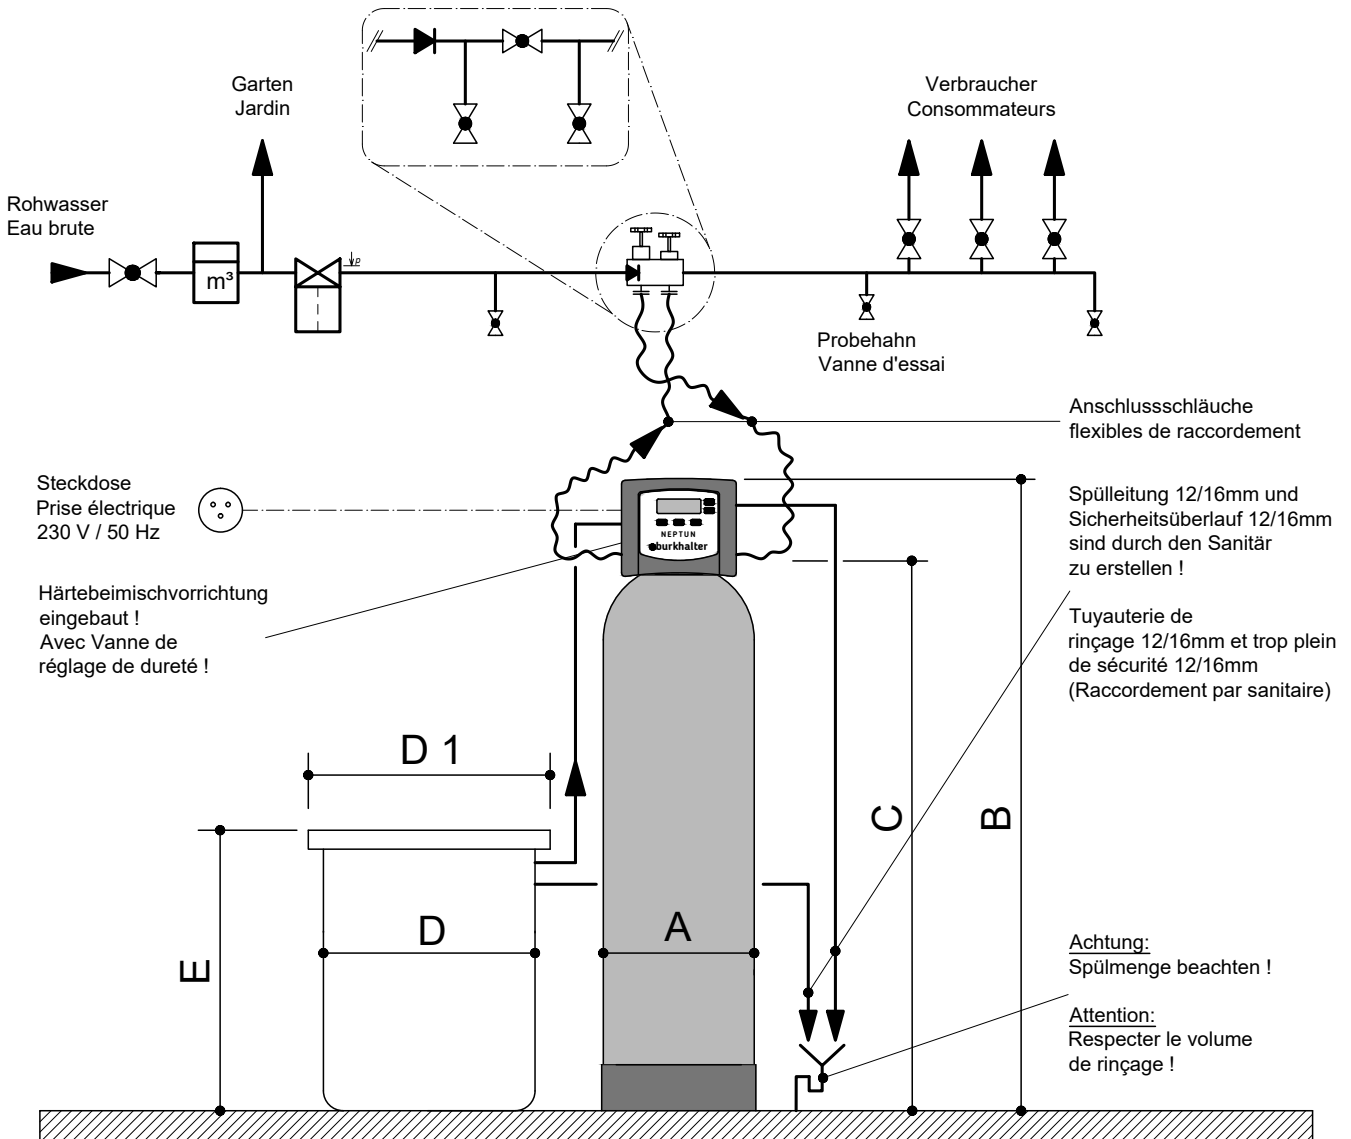 Garten
Jardin
Verbraucher
Consommateurs
Rohwasser
Eau brute
m³
p
Probehahn
Vanne d'essai
Anschlussschläuche
flexibles de raccordement
Steckdose
Prise électrique
230 V / 50 Hz
Spülleitung 12/16mm und
Sicherheitsüberlauf 12/16mm
sind durch den Sanitär
zu erstellen !
NEPTUN
burkhalter
Härtebeimischvorrichtung
eingebaut !
Avec Vanne de
réglage de dureté !
Tuyauterie de
rinçage 12/16mm et trop plein
de sécurité 12/16mm
(Raccordement par sanitaire)
D 1
C
B
D
A
E
Achtung:
Spülmenge beachten !
Attention:
Respecter le volume
de rinçage !